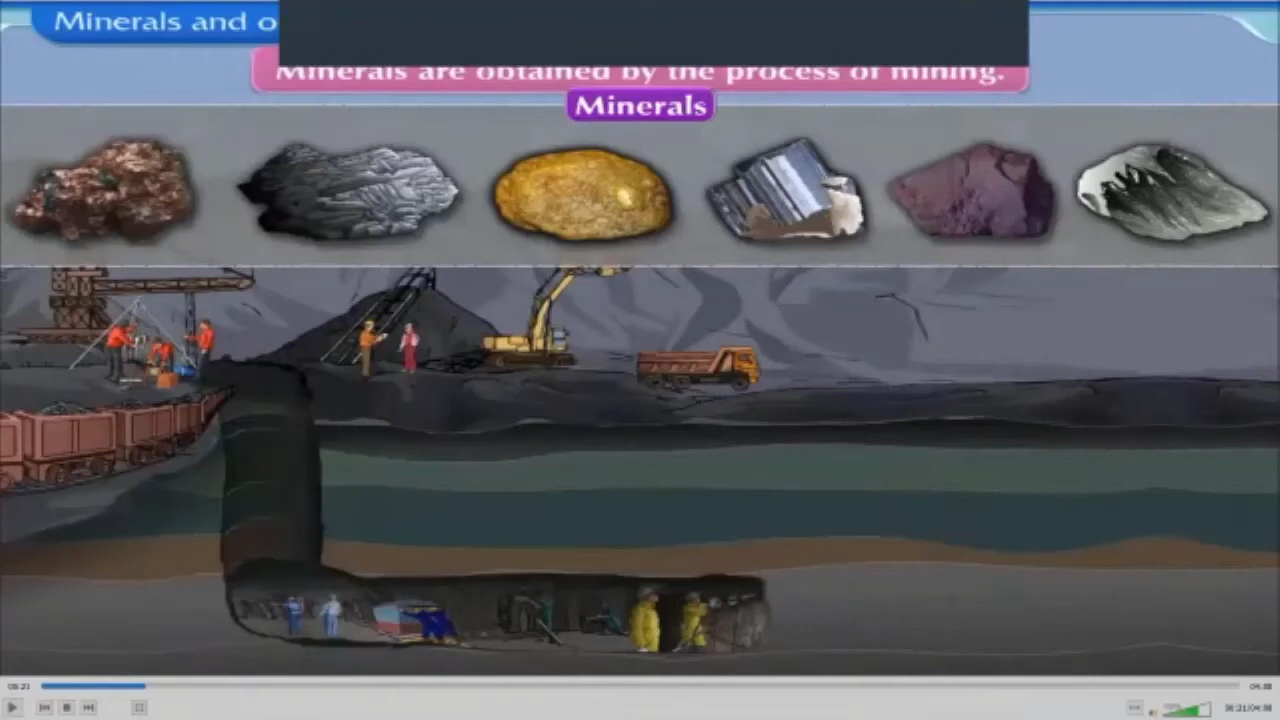 Minerals and o
Minerals are obtained by the process of mining.
Minerals